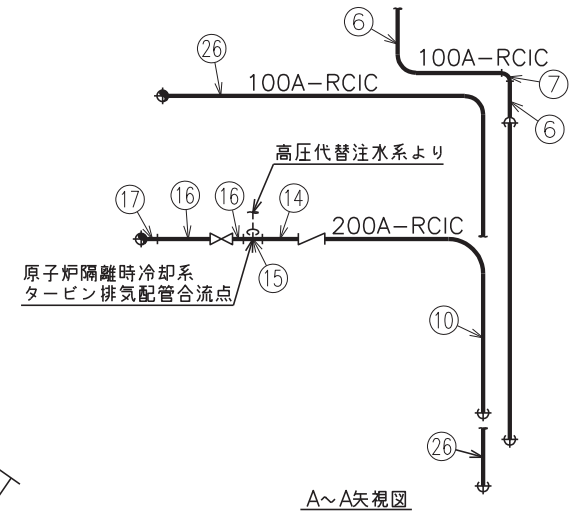 6
26
100A-RCIC
100A-RCIC
7
6
高圧代替注水系より
17
16
16
14
200A-RCIC
原子炉隔離時冷却系
タービン排気配管合流点
15
10
26
A～A矢視図